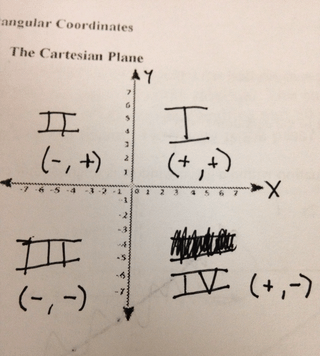 angular Coordinates
The Cartesian Plane
Y
7
6
5
4
3
2
1
II
I
(-, +)
(+, +)
-7 -6 -5 -4 -3 -2 -1 0 1 2 3 4 5 6 7 X
-1
-2
-3
-4
-5
-6
-7
III
IV
(-, -)
(+, -)